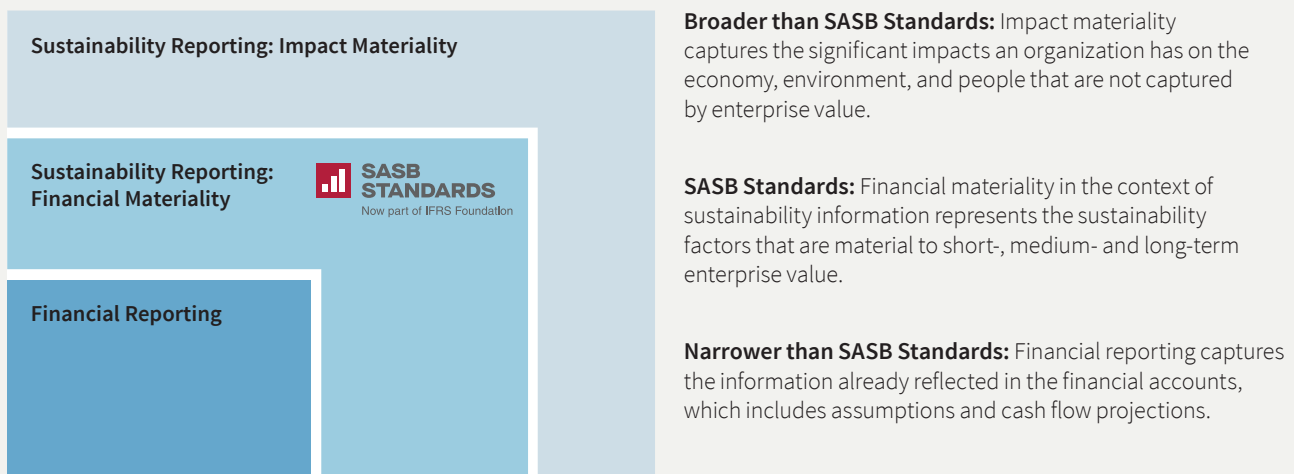 Sustainability Reporting: Impact Materiality
Sustainability Reporting:
Financial Materiality
SASB
STANDARDS
Now part of IFRS Foundation
Financial Reporting
Broader than SASB Standards: Impact materiality
captures the significant impacts an organization has on the
economy, environment, and people that are not captured
by enterprise value.
SASB Standards: Financial materiality in the context of
sustainability information represents the sustainability
factors that are material to short-, medium- and long-term
enterprise value.
Narrower than SASB Standards: Financial reporting captures
the information already reflected in the financial accounts,
which includes assumptions and cash flow projections.